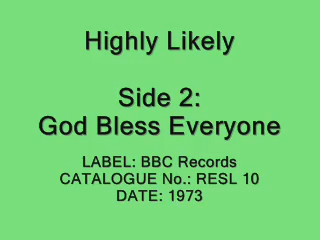 Highly Likely
Side 2:
God Bless Everyone
LABEL: BBC Records
CATALOGUE No.: RESL 10
DATE: 1973